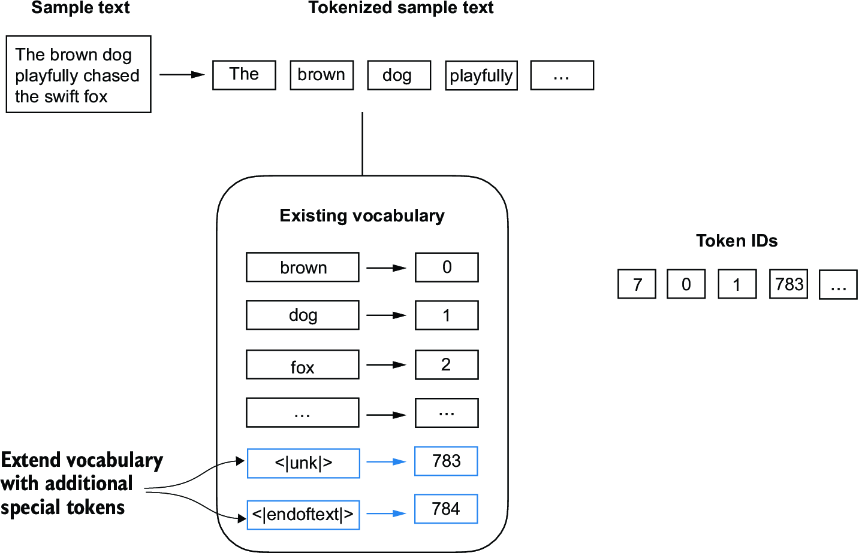 Sample text
Tokenized sample text
The brown dog
playfully chased
the swift fox
The brown dog playfully …
Existing vocabulary
brown 0
dog 1
fox 2
… …
<|unk|> 783
<|endoftext|> 784
Extend vocabulary
with additional
special tokens
Token IDs
7 0 1 783 …